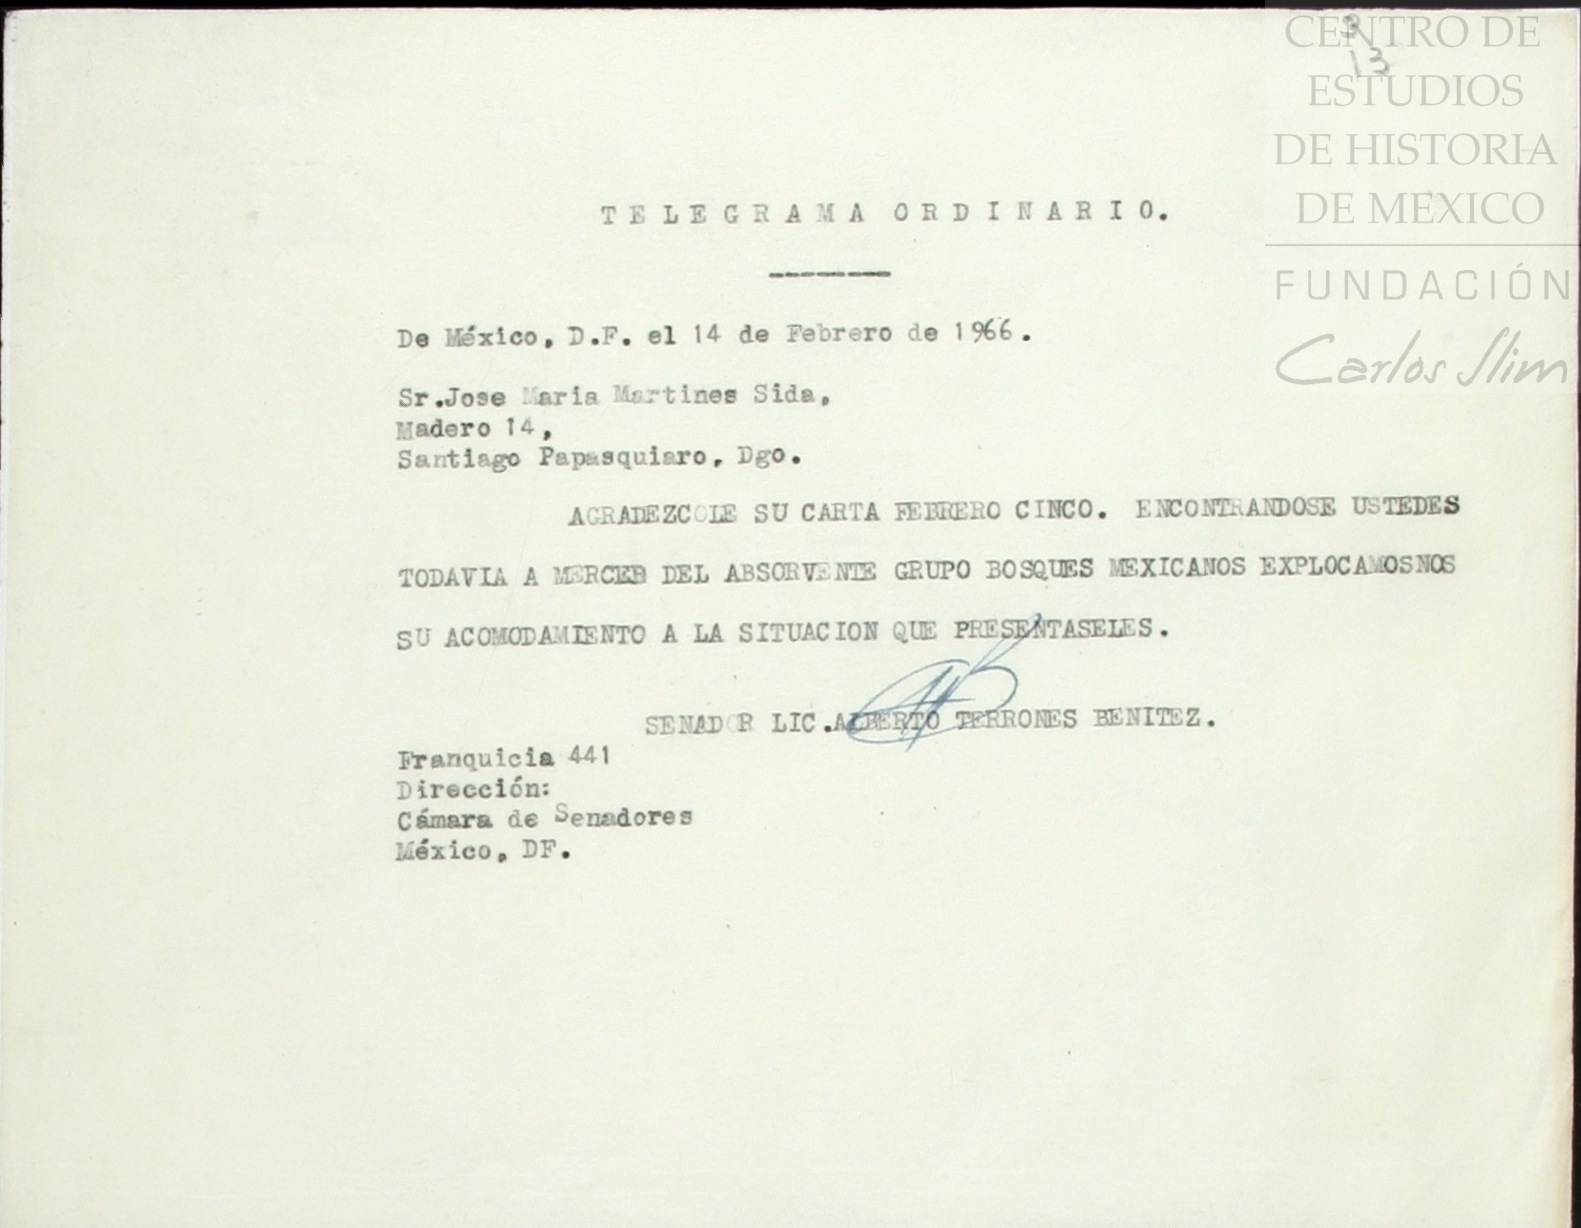 CENTRO DE
ESTUDIOS
DE HISTORIA
DE MEXICO
FUNDACIÓN
Carlos Slim
13
TELEGRAMA ORDINARIO.
De México, D.F. el 14 de Febrero de 1966.
Sr.Jose Maria Martines Sida,
Madero 14,
Santiago Papasquiaro, Dgo.
AGRADEZCOLE SU CARTA FEBRERO CINCO. ENCONTRANDOSE USTEDES
TODAVIA A MERCED DEL ABSORVENTE GRUPO BOSQUES MEXICANOS EXPLOCAMOSNOS
SU ACOMODAMIENTO A LA SITUACION QUE PRESENTASELES.
SENADOR LIC.ALBERTO TERRONES BENITEZ.
Franquicia 441
Dirección:
Cámara de Senadores
México, DF.